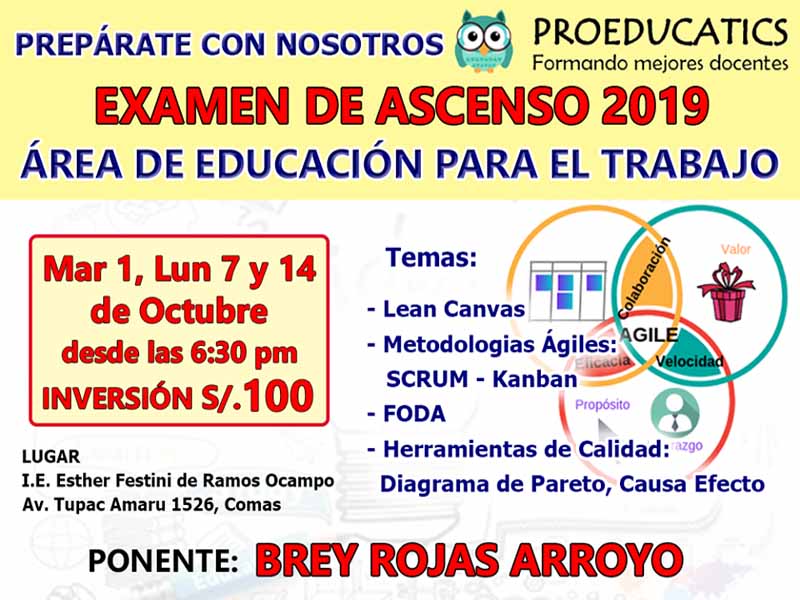 PREPÁRATE CON NOSOTROS
PROEDUCATICS
Formando mejores docentes
EXAMEN DE ASCENSO 2019
ÁREA DE EDUCACIÓN PARA EL TRABAJO
Mar 1, Lun 7 y 14
de Octubre
desde las 6:30 pm
INVERSIÓN S/.100
LUGAR
I.E. Esther Festini de Ramos Ocampo
Av. Tupac Amaru 1526, Comas
Temas:
- Lean Canvas
- Metodologias Ágiles:
SCRUM - Kanban
- FODA
- Herramientas de Calidad:
Diagrama de Pareto, Causa Efecto
Colaboración
Valor
AGILE
Eficacia
Velocidad
Propósito
PONENTE: BREY ROJAS ARROYO